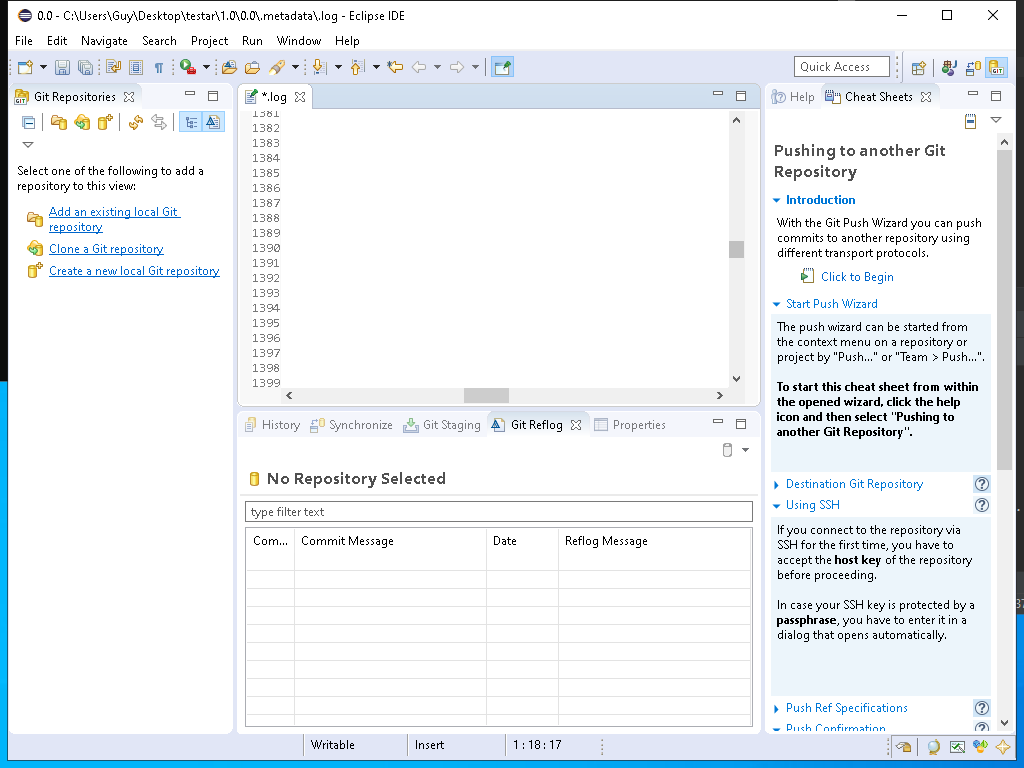 0.0 - C:\Users\Guy\Desktop\testar\1.0\0.0\.metadata\.log - Eclipse IDE
File Edit Navigate Search Project Run Window Help
Quick Access
GIT
Git Repositories
*.log
Help
Cheat Sheets
Select one of the following to add a
repository to this view:
Add an existing local Git
repository
Clone a Git repository
Create a new local Git repository
1381
1382
1383
1384
1385
1386
1387
1388
1389
1390
1391
1392
1393
1394
1395
1396
1397
1398
1399
History
Synchronize
Git Staging
Git Reflog
Properties
No Repository Selected
type filter text
Com... Commit Message Date Reflog Message
Pushing to another Git
Repository
Introduction
With the Git Push Wizard you can push
commits to another repository using
different transport protocols.
Click to Begin
Start Push Wizard
The push wizard can be started from
the context menu on a repository or
project by "Push..." or "Team > Push...".
To start this cheat sheet from within
the opened wizard, click the help
icon and then select "Pushing to
another Git Repository".
Destination Git Repository
Using SSH
If you connect to the repository via
SSH for the first time, you have to
accept the host key of the repository
before proceeding.
In case your SSH key is protected by a
passphrase, you have to enter it in a
dialog that opens automatically.
Push Ref Specifications
Push Confirmation
Writable Insert 1 : 18 : 17